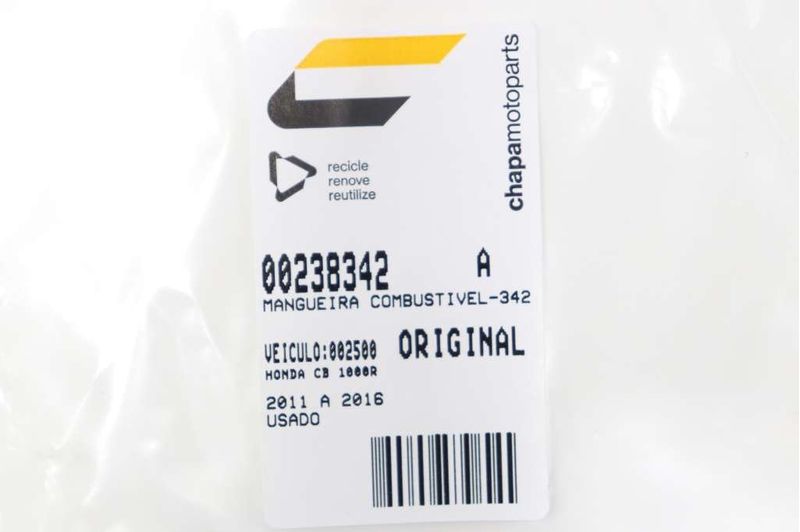 chapamotoparts
recicle
renove
reutilize
00238342 A
MANGUEIRA COMBUSTIVEL-342
VEICULO:002500 ORIGINAL
HONDA CB 1000R
2011 A 2016
USADO